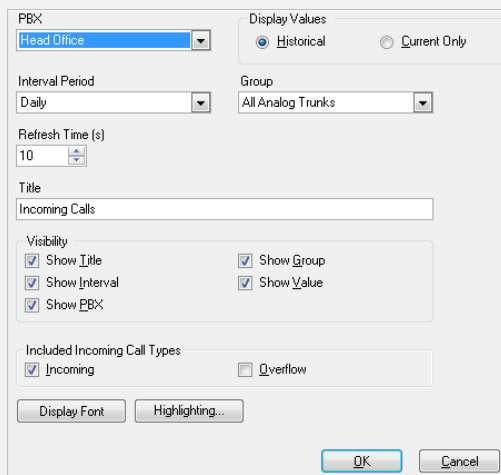 PBX
Head Office
Display Values
Historical Current Only
Interval Period Group
Daily All Analog Trunks
Refresh Time (s)
10
Title
Incoming Calls
Visibility
Show Title Show Group
Show Interval Show Value
Show PBX
Included Incoming Call Types
Incoming Overflow
Display Font Highlighting...
OK Cancel